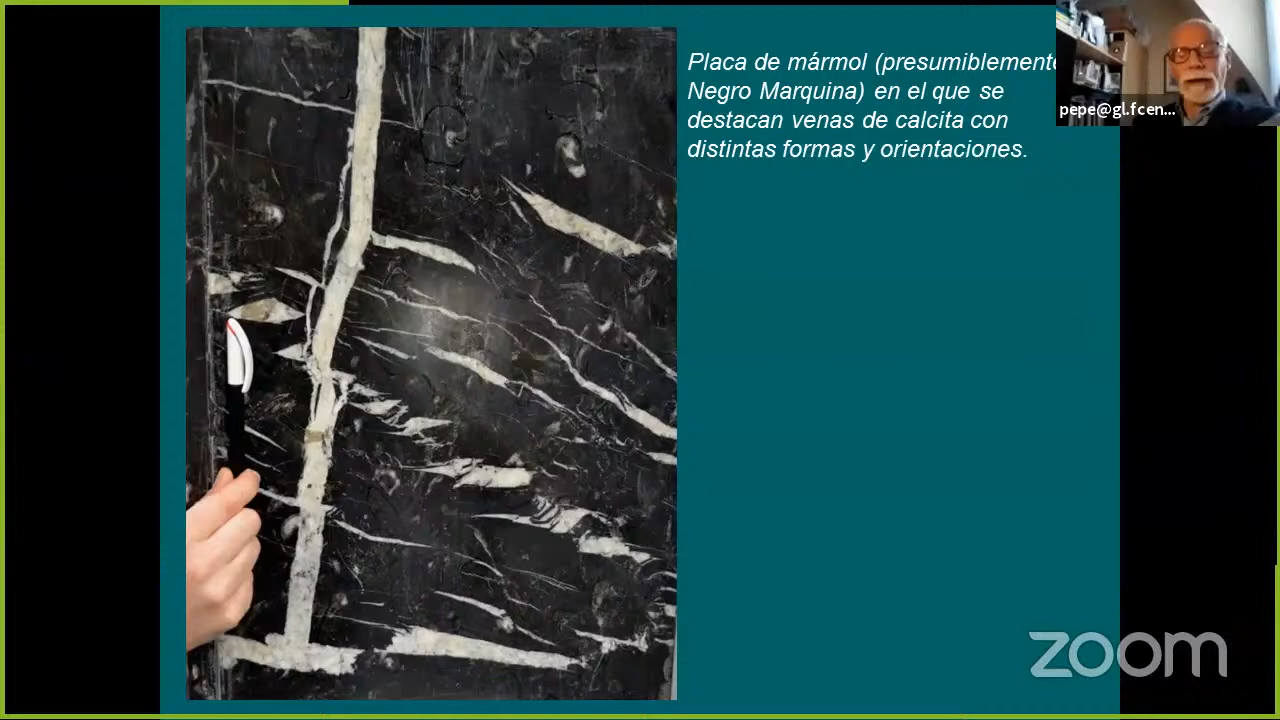 Placa de mármol (presumiblemente
Negro Marquina) en el que se
destacan venas de calcita con
distintas formas y orientaciones.
pepe@gl.fcen...
zoom